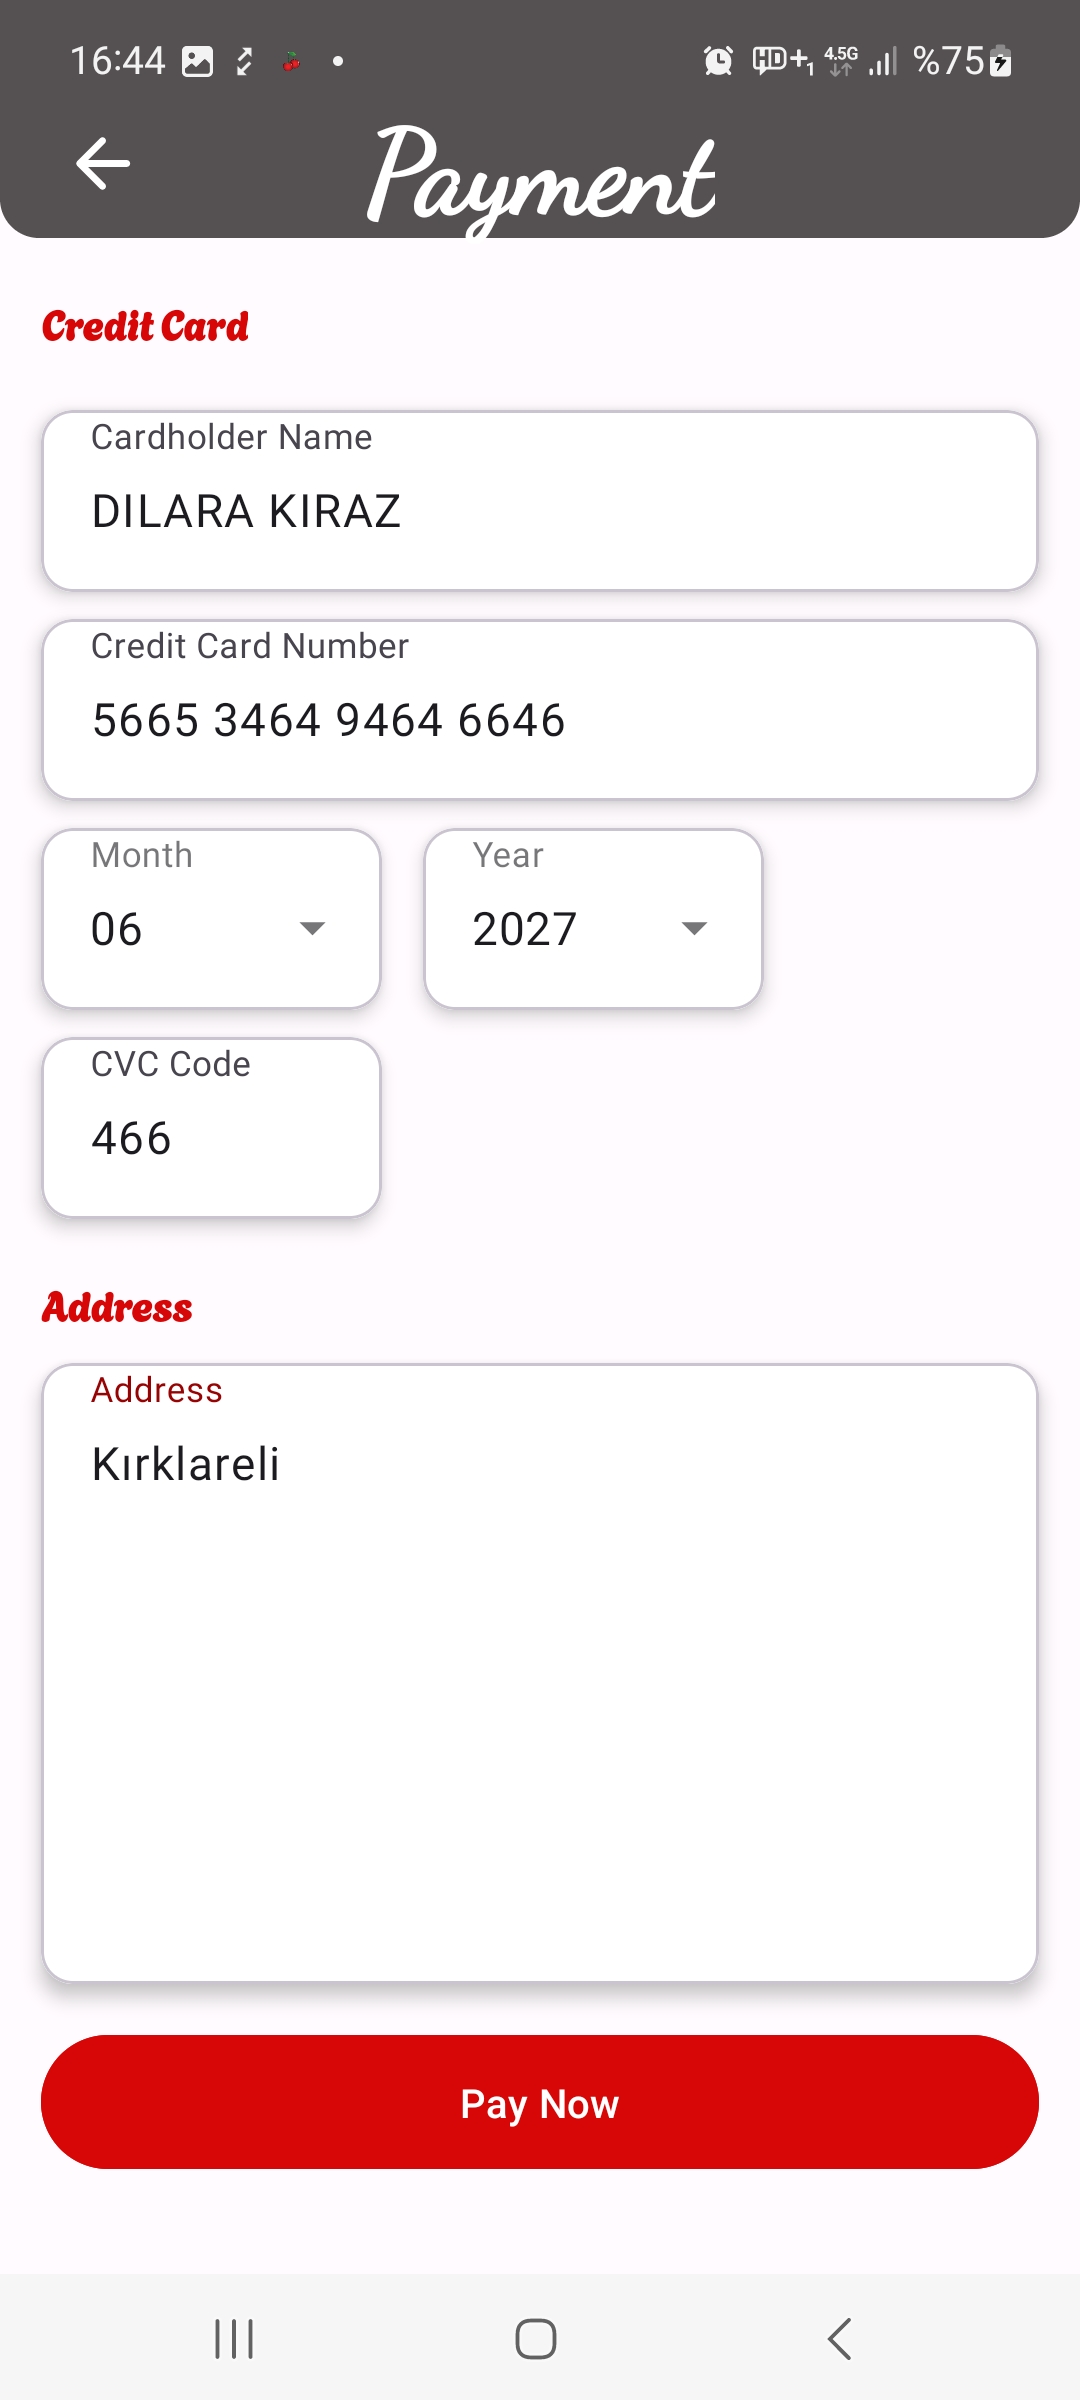 16:44 HD+1 4.5G %75
Payment
Credit Card
Cardholder Name
DILARA KIRAZ
Credit Card Number
5665 3464 9464 6646
Month Year
06 2027
CVC Code
466
Address
Address
Kırklareli
Pay Now